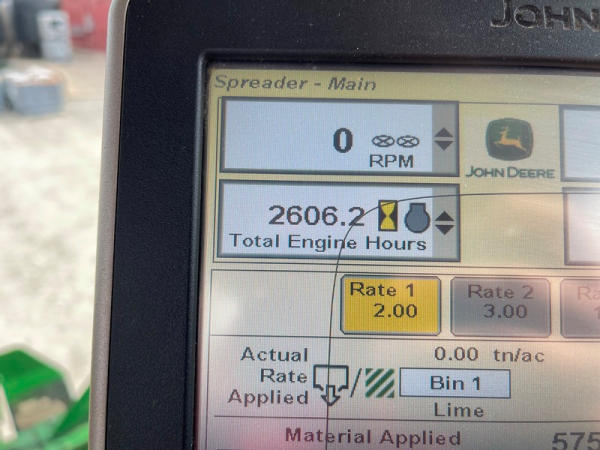 JOHN
Spreader - Main
0
RPM
JOHN DEERE
2606.2
Total Engine Hours
Rate 1
2.00
Rate 2
3.00
Actual
Rate
Applied
0.00 tn/ac
Bin 1
Lime
Material Applied
575